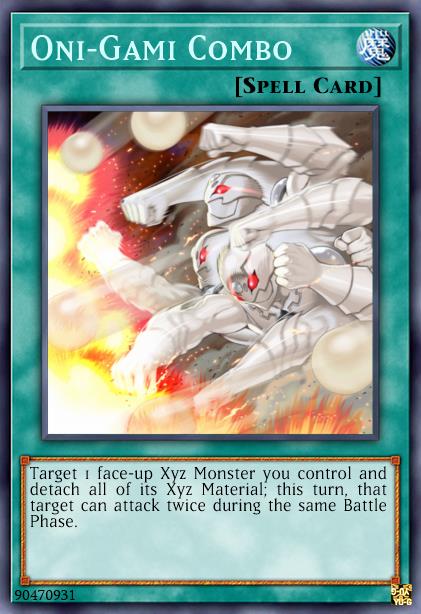 Oni-Gami Combo
魔
[Spell Card]
Target 1 face-up Xyz Monster you control and
detach all of its Xyz Material; this turn, that
target can attack twice during the same Battle
Phase.
90470931